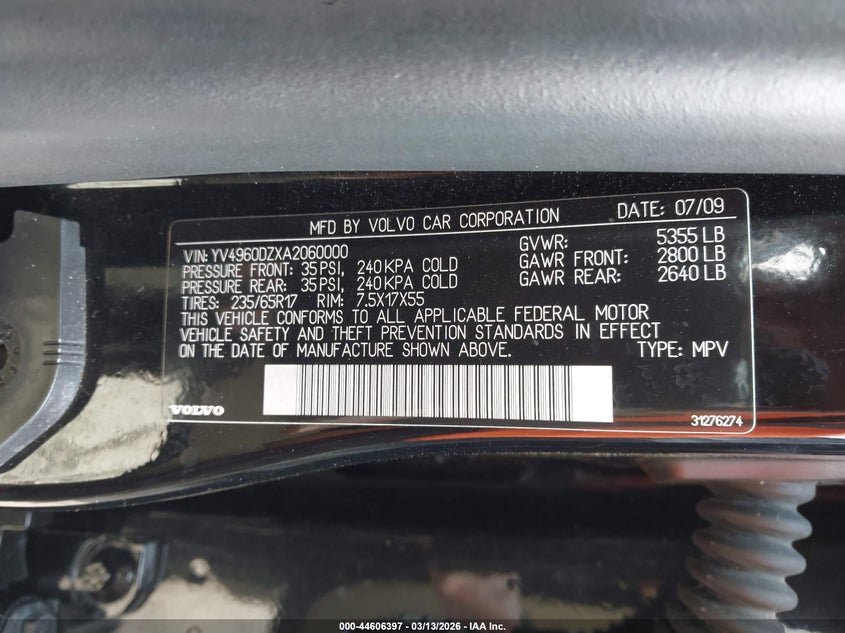 MFD BY VOLVO CAR CORPORATION DATE: 07/09
VIN: YV4960DZXA2060000 GVWR: 5355 LB
PRESSURE FRONT: 35 PSI, 240 KPA COLD GAWR FRONT: 2800 LB
PRESSURE REAR: 35 PSI, 240 KPA COLD GAWR REAR: 2640 LB
TIRES: 235/65R17 RIM: 7.5X17X55
THIS VEHICLE CONFORMS TO ALL APPLICABLE FEDERAL MOTOR
VEHICLE SAFETY AND THEFT PREVENTION STANDARDS IN EFFECT
ON THE DATE OF MANUFACTURE SHOWN ABOVE. TYPE: MPV
VOLVO 31276274
000-44606397 — 03/13/2026 — IAA Inc.